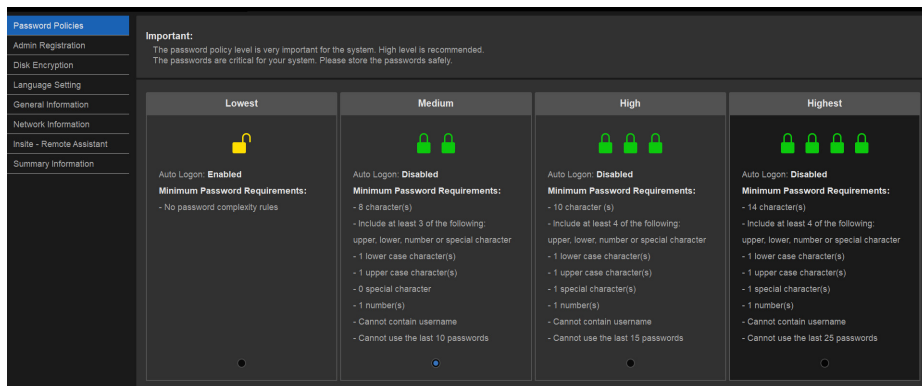 Password Policies
Admin Registration
Disk Encryption
Language Setting
General Information
Network Information
Insite - Remote Assistant
Summary Information
Important:
The password policy level is very important for the system. High level is recommended.
The passwords are critical for your system. Please store the passwords safely.
Lowest
Auto Logon: Enabled
Minimum Password Requirements:
- No password complexity rules
Medium
Auto Logon: Disabled
Minimum Password Requirements:
- 8 character(s)
- Include at least 3 of the following:
upper, lower, number or special character
- 1 lower case character(s)
- 1 upper case character(s)
- 0 special character
- 1 number(s)
- Cannot contain username
- Cannot use the last 10 passwords
High
Auto Logon: Disabled
Minimum Password Requirements:
- 10 character (s)
- Include at least 4 of the following:
upper, lower, number or special character
- 1 lower case character(s)
- 1 upper case character(s)
- 1 special character(s)
- 1 number(s)
- Cannot contain username
- Cannot use the last 15 passwords
Highest
Auto Logon: Disabled
Minimum Password Requirements:
- 14 character(s)
- Include at least 4 of the following:
upper, lower, number or special character
- 1 lower case character(s)
- 1 upper case character(s)
- 1 special character(s)
- 1 number(s)
- Cannot contain username
- Cannot use the last 25 passwords